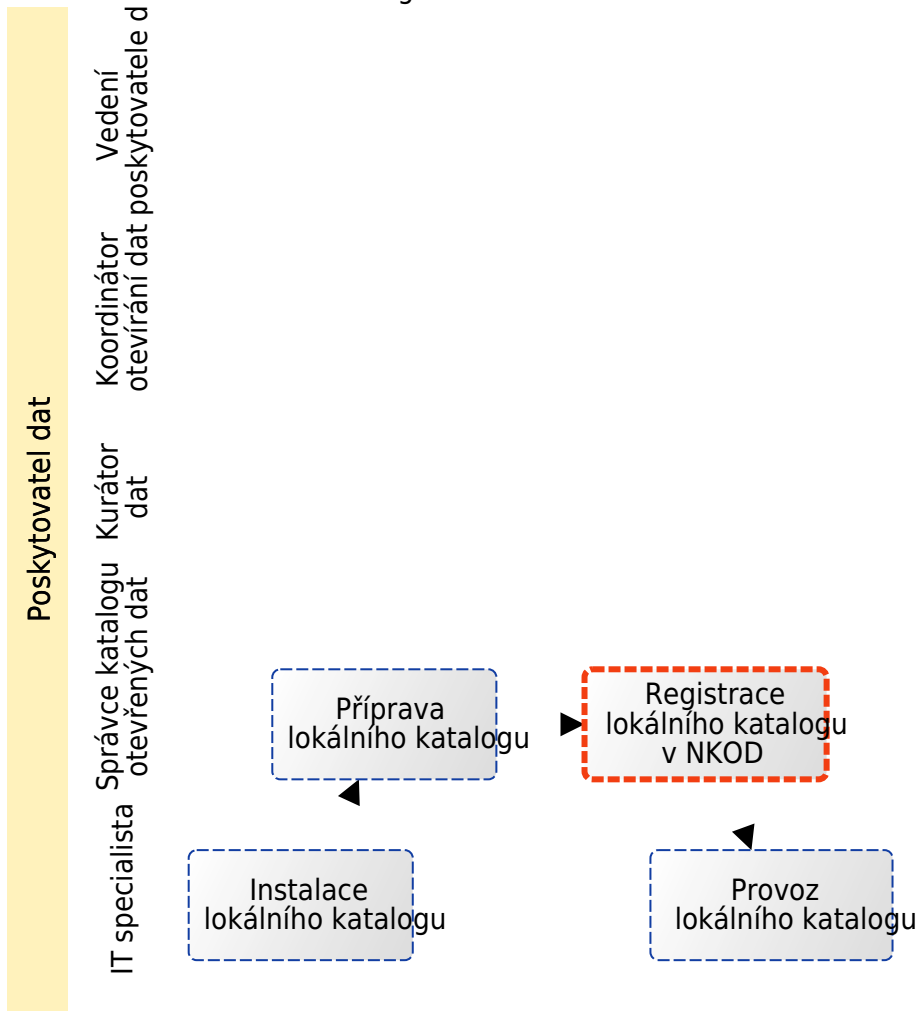 Poskytovatel dat
Vedení
poskytovatele d
Koordinátor
otevírání dat
Kurátor
dat
Správce katalogu
otevřených dat
IT specialista
Příprava
lokálního katalogu
Registrace
lokálního katalogu
v NKOD
Instalace
lokálního katalogu
Provoz
lokálního katalogu